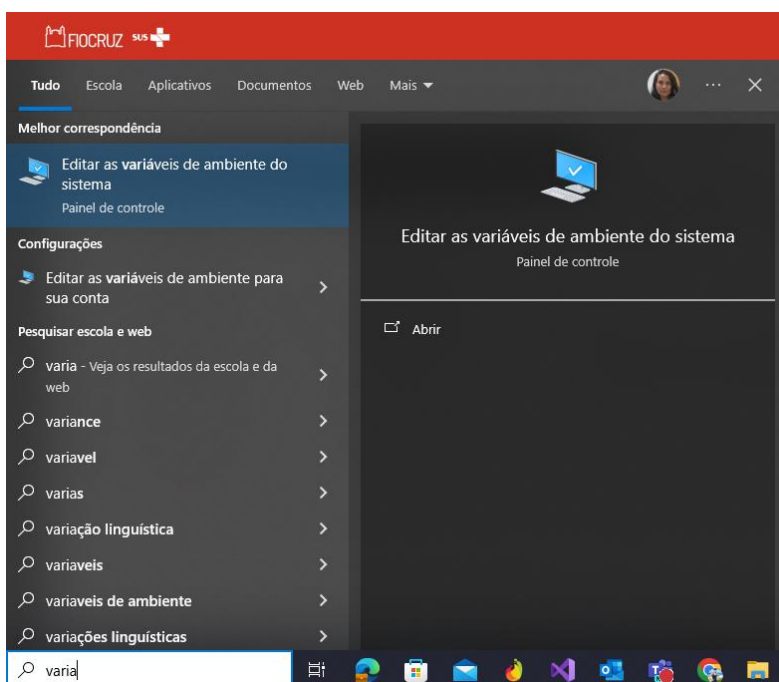 FIOCRUZ SUS
Tudo Escola Aplicativos Documentos Web Mais
Melhor correspondência
Editar as variáveis de ambiente do
sistema
Painel de controle
Configurações
Editar as variáveis de ambiente para
sua conta
Pesquisar escola e web
varia - Veja os resultados da escola e da
web
variance
variavel
varias
variação linguística
variaveis
variaveis de ambiente
variações linguísticas
varia
Editar as variáveis de ambiente do sistema
Painel de controle
Abrir